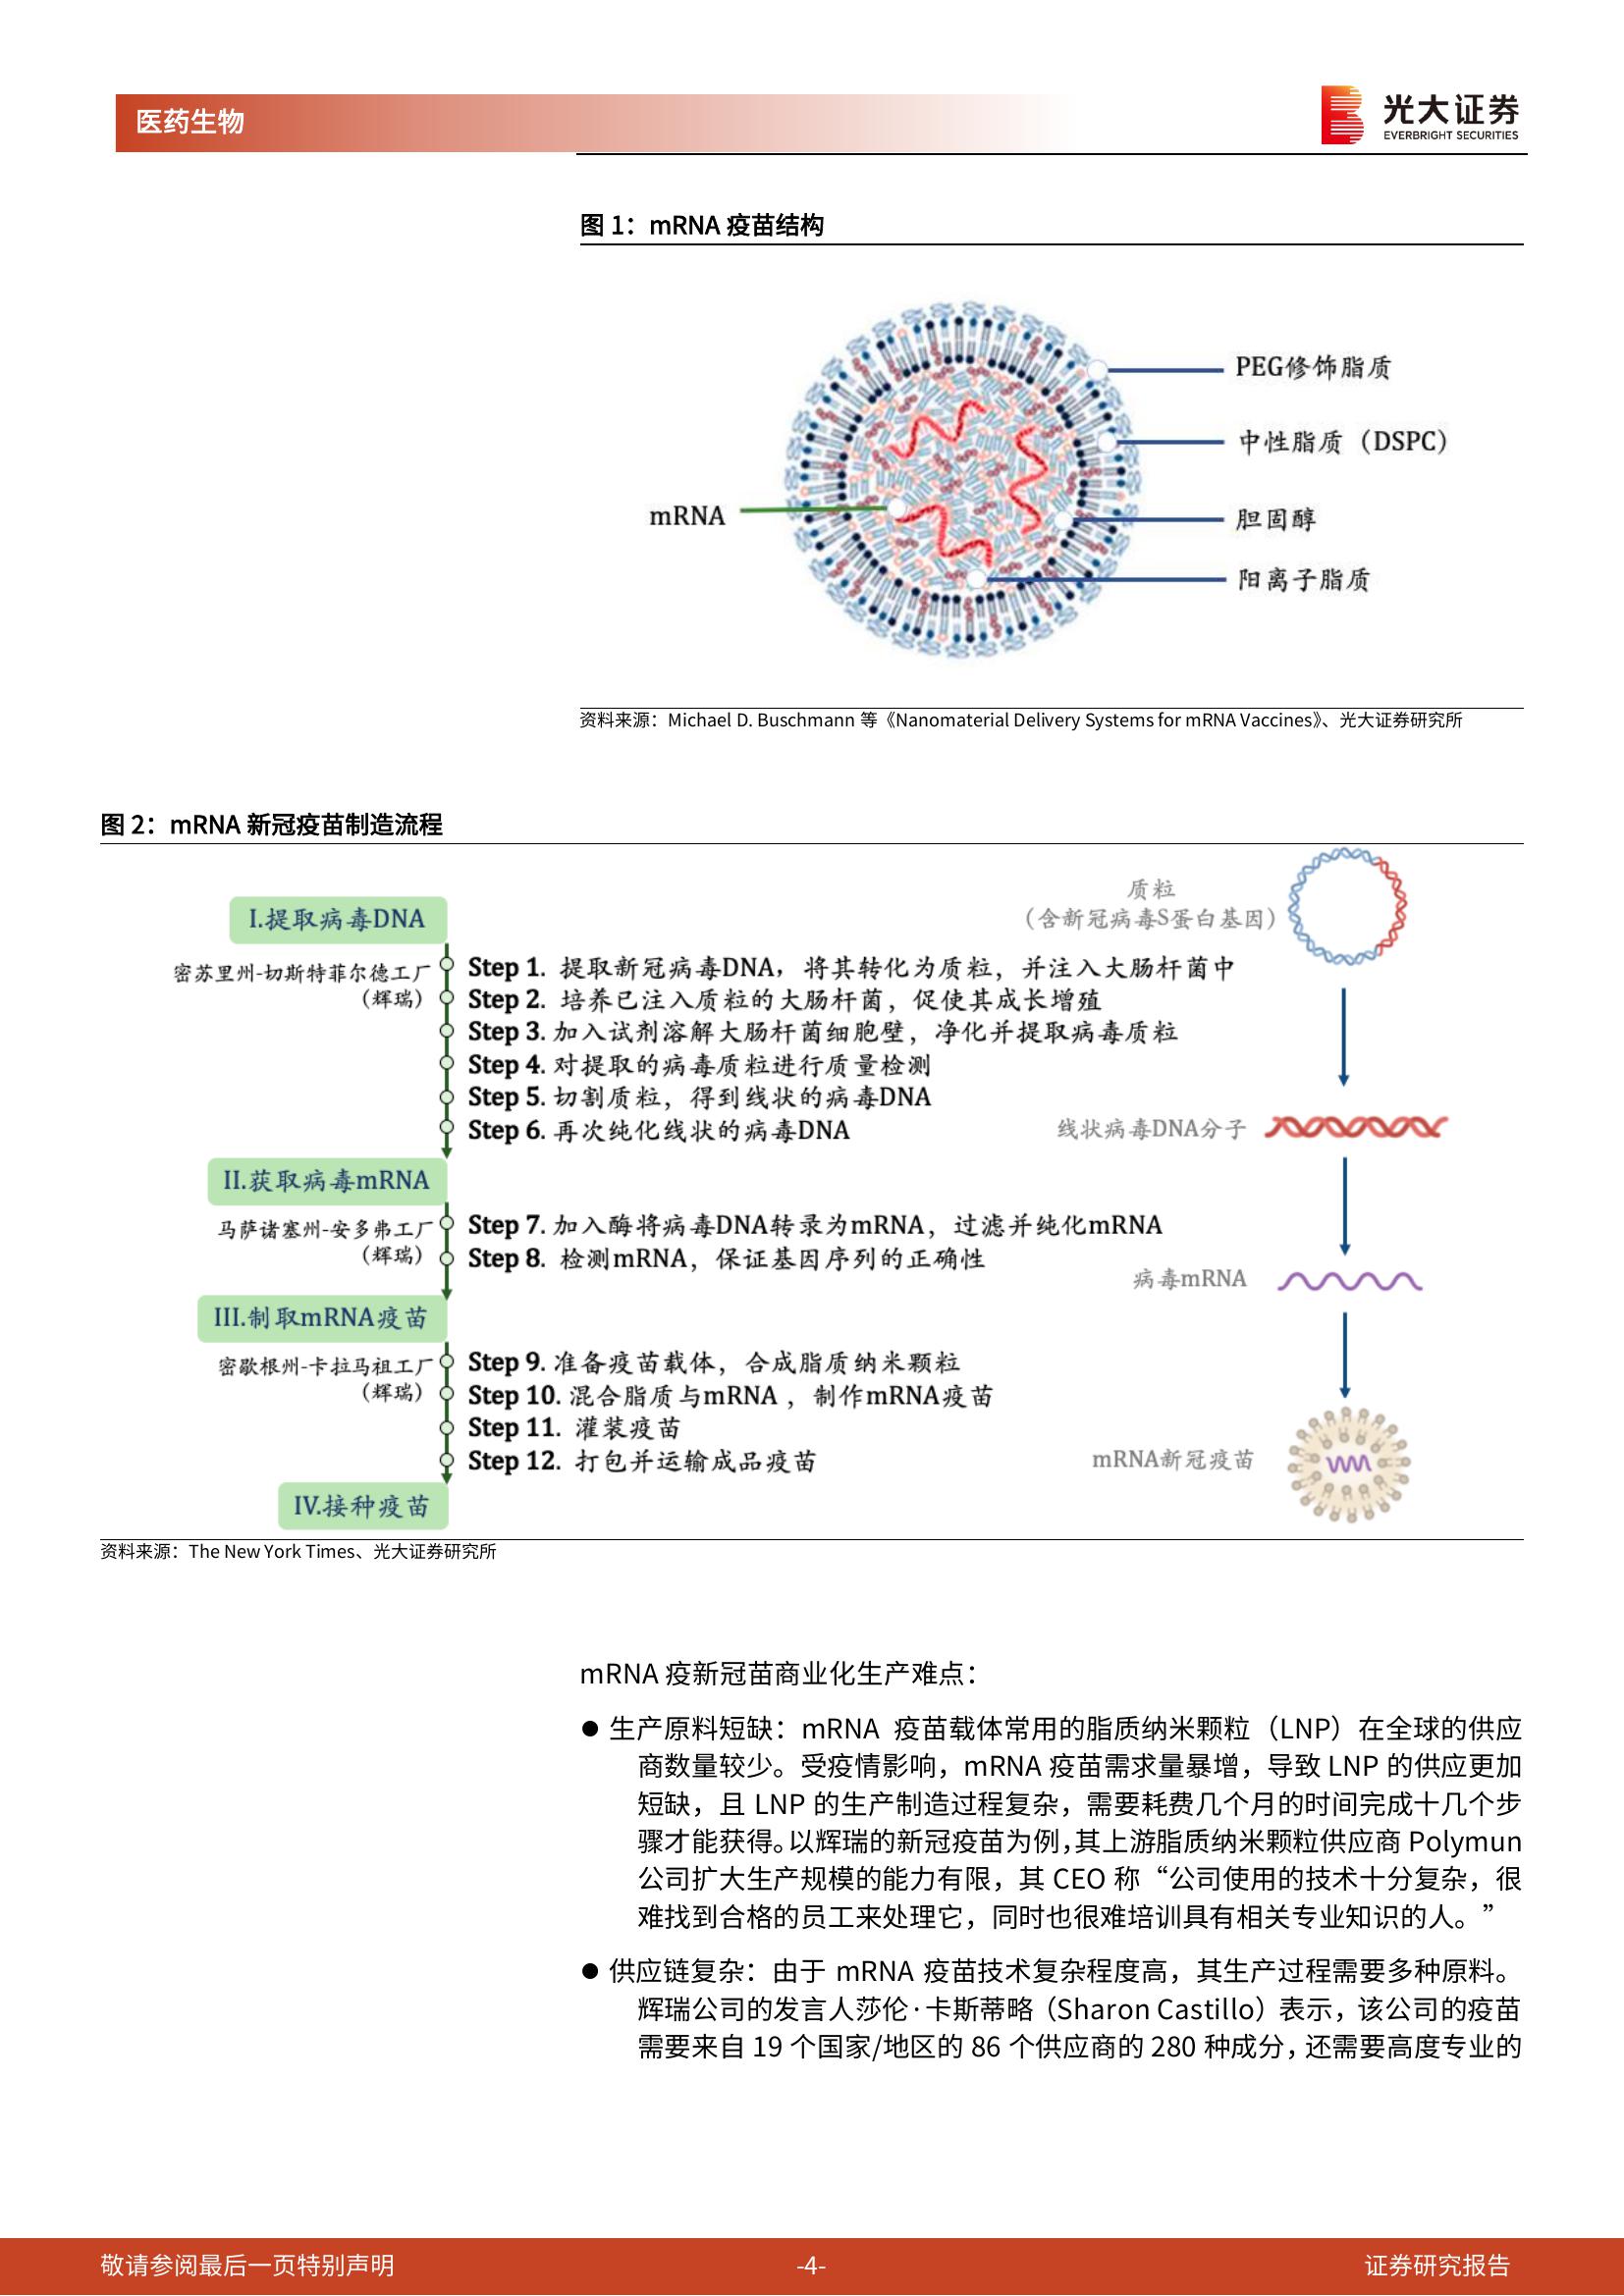 医药生物
光大证券
EVERBRIGHT SECURITIES
图 1：mRNA 疫苗结构
PEG修饰脂质
中性脂质（DSPC）
mRNA
胆固醇
阳离子脂质
资料来源：Michael D. Buschmann 等《Nanomaterial Delivery Systems for mRNA Vaccines》、光大证券研究所
图 2：mRNA 新冠疫苗制造流程
质粒
（含新冠病毒S蛋白基因）
I.提取病毒DNA
密苏里州-切斯特菲尔德工厂
（辉瑞）
Step 1. 提取新冠病毒DNA，将其转化为质粒，并注入大肠杆菌中
Step 2. 培养已注入质粒的大肠杆菌，促使其成长增殖
Step 3. 加入试剂溶解大肠杆菌细胞壁，净化并提取病毒质粒
Step 4. 对提取的病毒质粒进行质量检测
Step 5. 切割质粒，得到线状的病毒DNA
Step 6. 再次纯化线状的病毒DNA
线状病毒DNA分子
II.获取病毒mRNA
马萨诸塞州-安多弗工厂
（辉瑞）
Step 7. 加入酶将病毒DNA转录为mRNA，过滤并纯化mRNA
Step 8. 检测mRNA，保证基因序列的正确性
病毒mRNA
III.制取mRNA疫苗
密歇根州-卡拉马祖工厂
（辉瑞）
Step 9. 准备疫苗载体，合成脂质纳米颗粒
Step 10. 混合脂质与mRNA ，制作mRNA疫苗
Step 11. 灌装疫苗
Step 12. 打包并运输成品疫苗
mRNA新冠疫苗
IV.接种疫苗
资料来源：The New York Times、光大证券研究所
mRNA 疫新冠苗商业化生产难点：
● 生产原料短缺：mRNA 疫苗载体常用的脂质纳米颗粒（LNP）在全球的供应
商数量较少。受疫情影响，mRNA 疫苗需求量暴增，导致 LNP 的供应更加
短缺，且 LNP 的生产制造过程复杂，需要耗费几个月的时间完成十几个步
骤才能获得。以辉瑞的新冠疫苗为例，其上游脂质纳米颗粒供应商 Polymun
公司扩大生产规模的能力有限，其 CEO 称“公司使用的技术十分复杂，很
难找到合格的员工来处理它，同时也很难培训具有相关专业知识的人。”
● 供应链复杂：由于 mRNA 疫苗技术复杂程度高，其生产过程需要多种原料。
辉瑞公司的发言人莎伦·卡斯蒂略（Sharon Castillo）表示，该公司的疫苗
需要来自 19 个国家/地区的 86 个供应商的 280 种成分，还需要高度专业的
敬请参阅最后一页特别声明
-4-
证券研究报告